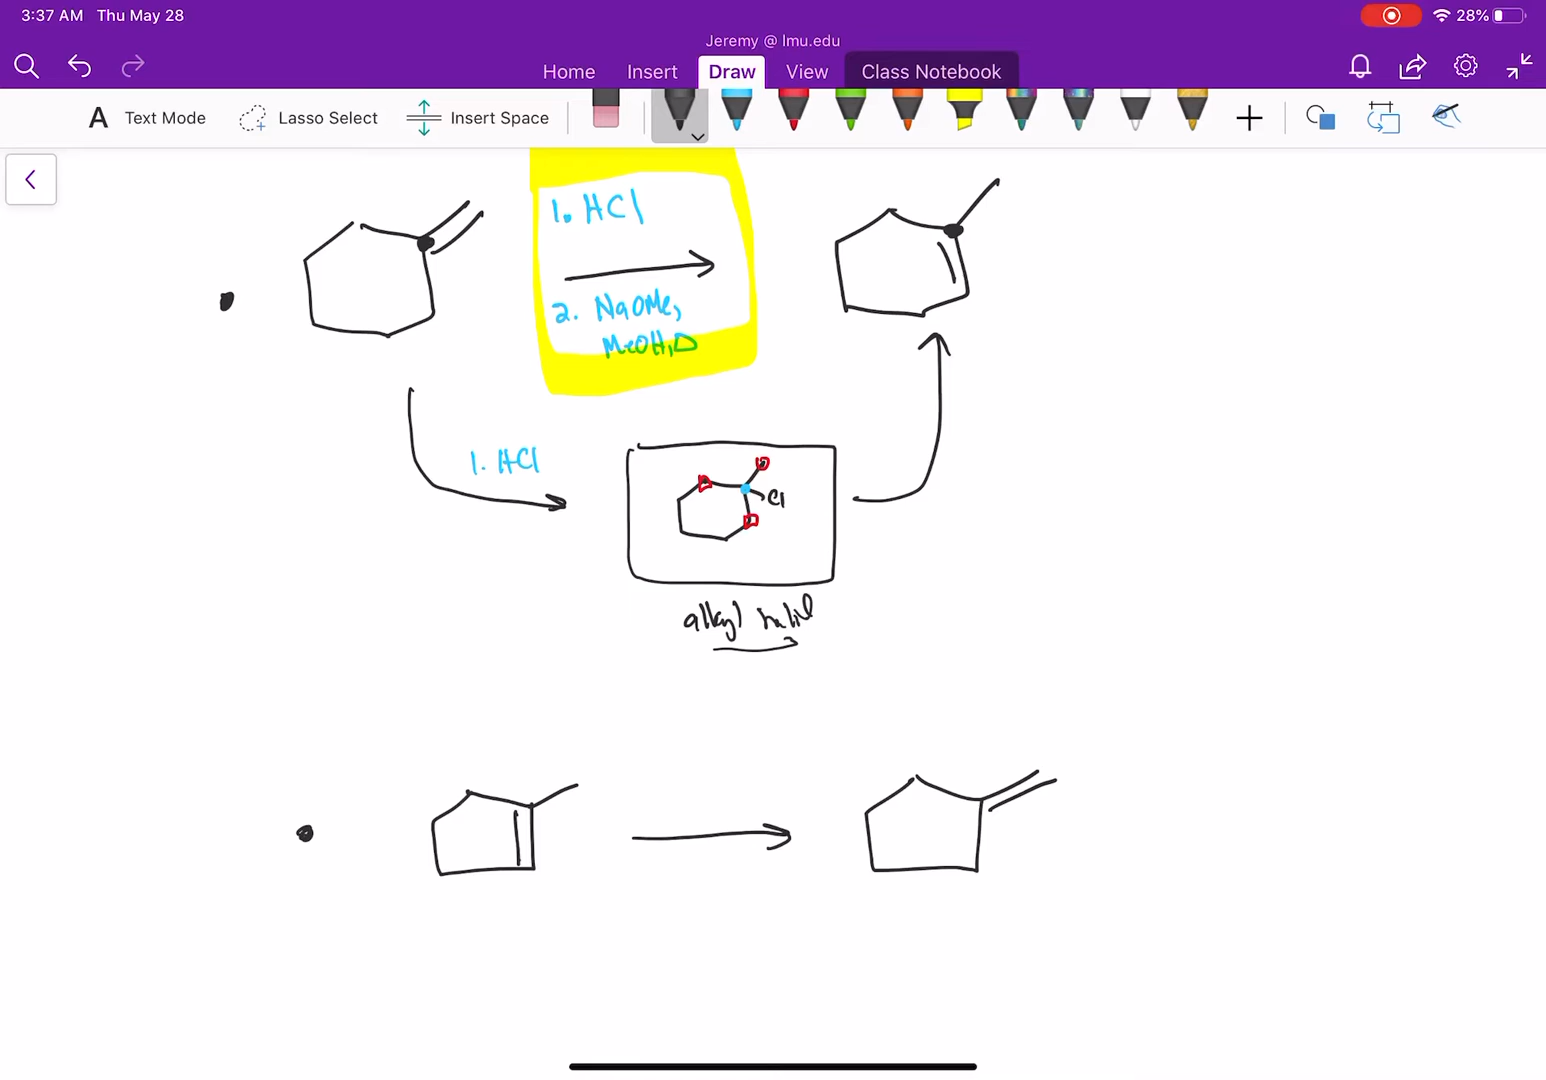 3:37 AM Thu May 28
28%
Jeremy @ lmu.edu
Home Insert Draw View Class Notebook
A Text Mode Lasso Select Insert Space
1. HCl
2. NaOMe,
MeOH, Δ
1. HCl
Cl
alkyl